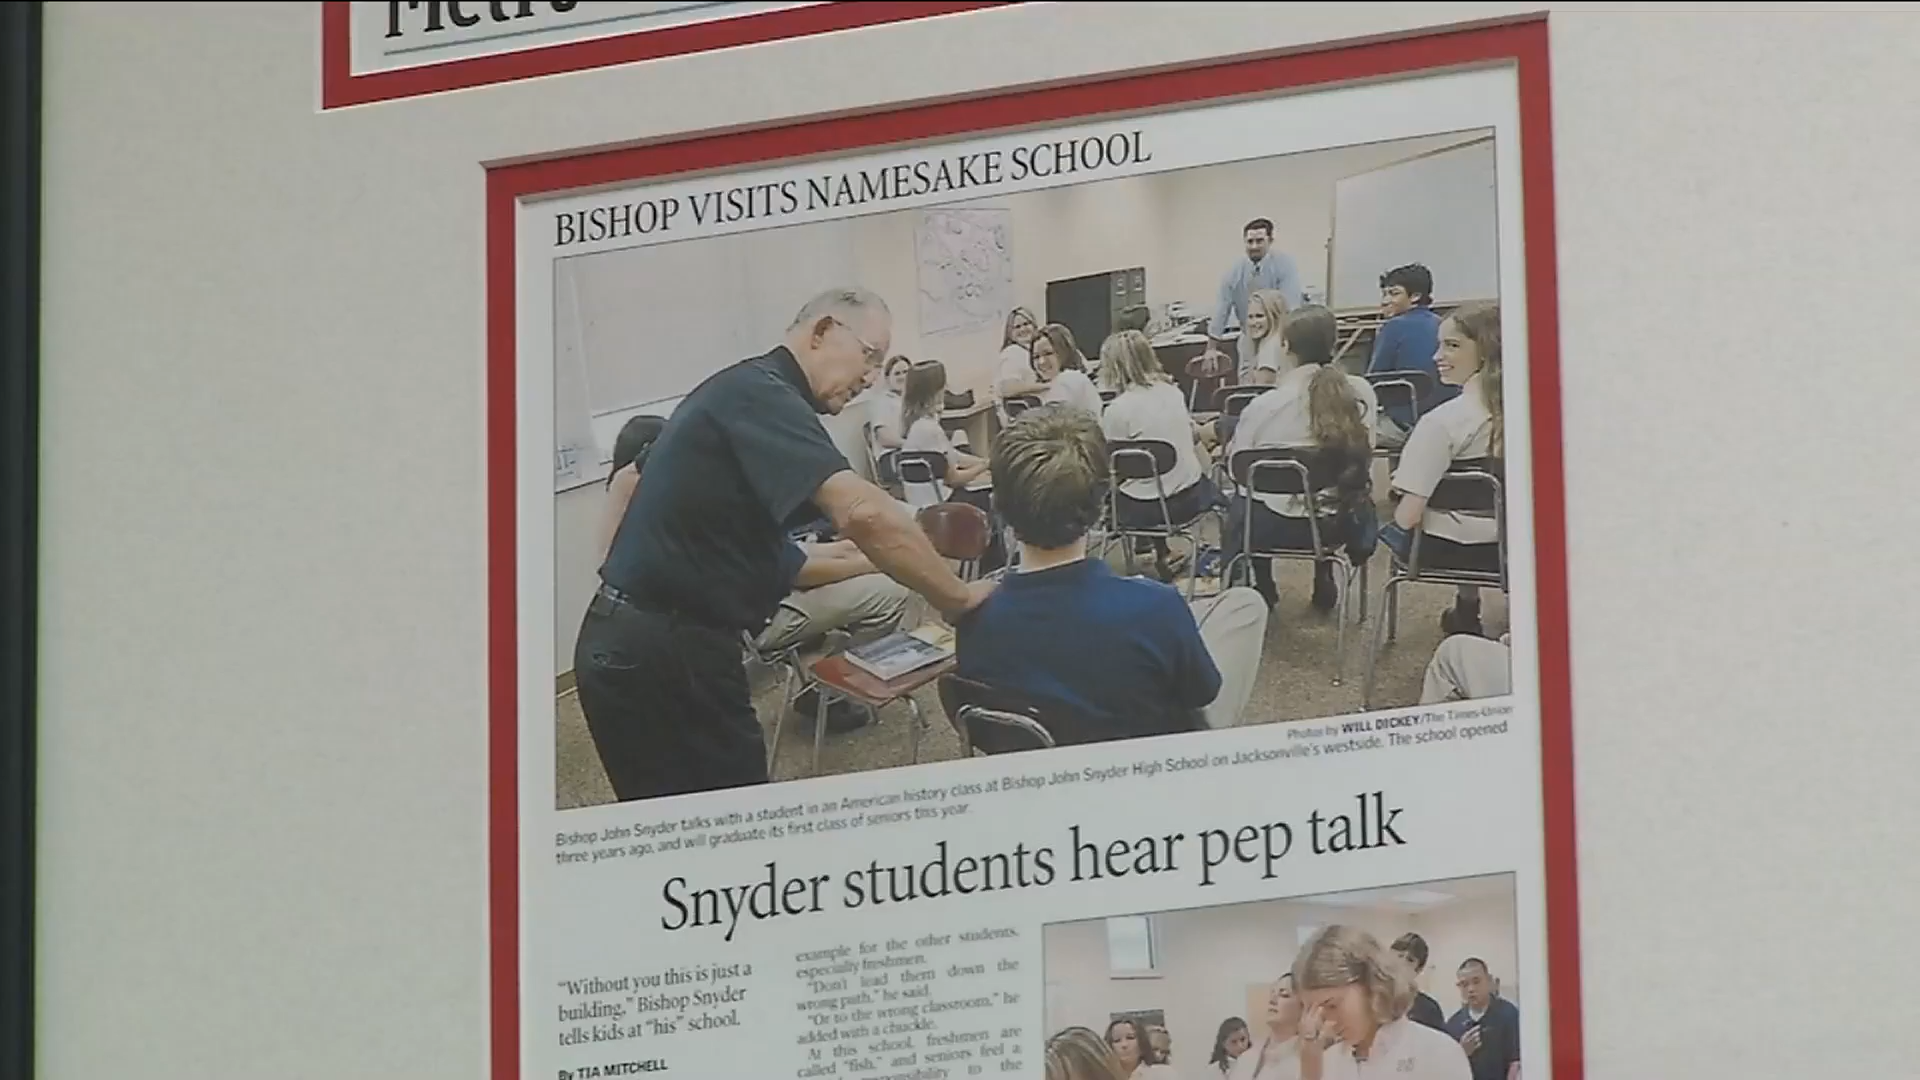 Metro
BISHOP VISITS NAMESAKE SCHOOL
Photos by WILL DICKEY/The Times-Union
Bishop John Snyder talks with a student in an American history class at Bishop John Snyder High School on Jacksonville's westside. The school opened
three years ago, and will graduate its first class of seniors this year.
Snyder students hear pep talk
"Without you this is just a
building," Bishop Snyder
tells kids at "his" school.
By TIA MITCHELL
example for the other students,
especially freshmen.
"Don't lead them down the
wrong path," he said.
"Or to the wrong classroom," he
added with a chuckle.
At this school, freshmen are
called "fish," and seniors feel a
responsibility to the